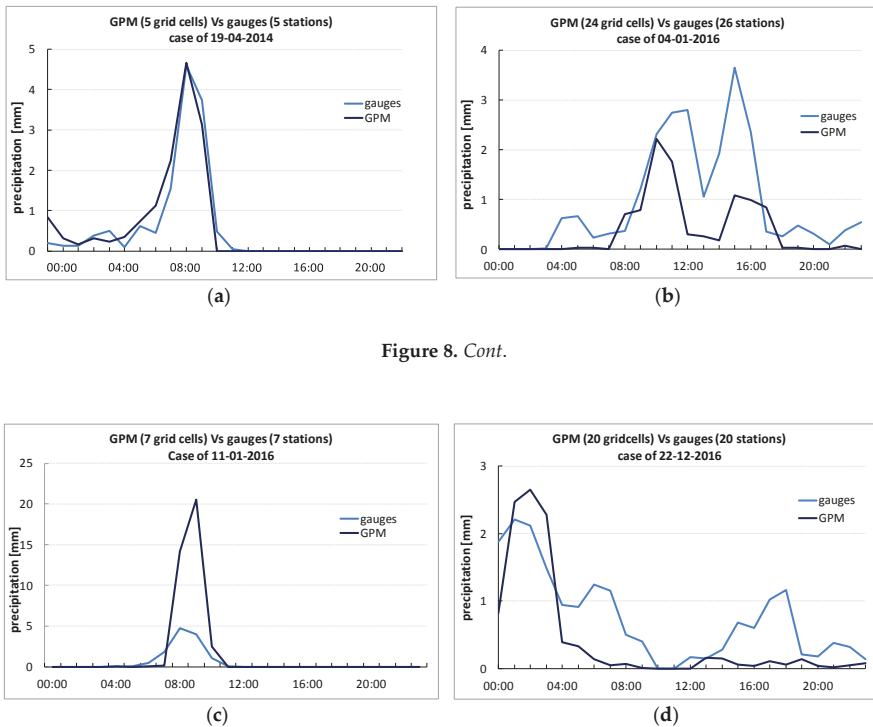 GPM (5 grid cells) Vs gauges (5 stations)
case of 19-04-2014
precipitation [mm]
5
4
3
2
1
0
gauges
GPM
00:00 04:00 08:00 12:00 16:00 20:00
(a)
GPM (24 grid cells) Vs gauges (26 stations)
case of 04-01-2016
precipitation [mm]
4
3
2
1
0
gauges
GPM
00:00 04:00 08:00 12:00 16:00 20:00
(b)
Figure 8. Cont.
GPM (7 grid cells) Vs gauges (7 stations)
Case of 11-01-2016
precipitation [mm]
25
20
15
10
5
0
gauges
GPM
00:00 04:00 08:00 12:00 16:00 20:00
(c)
GPM (20 gridcells) Vs gauges (20 stations)
case of 22-12-2016
precipitation [mm]
3
2
1
0
gauges
GPM
00:00 04:00 08:00 12:00 16:00 20:00
(d)